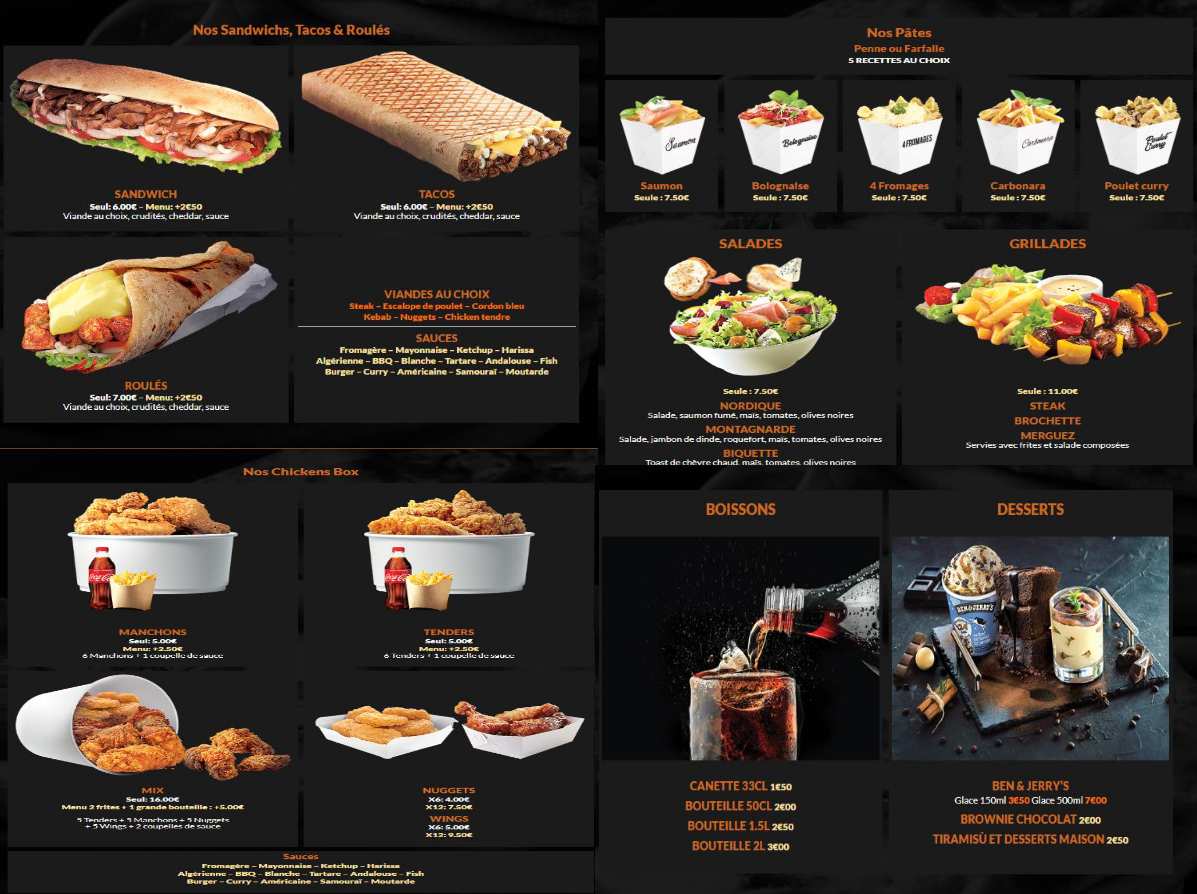 Nos Sandwichs, Tacos & Roulés
SANDWICH
Seul: 6.00€ – Menu: +2€50
Viande au choix, crudités, cheddar, sauce
TACOS
Seul: 6.00€ – Menu: +2€50
Viande au choix, crudités, cheddar, sauce
ROULÉS
Seul: 7.00€ – Menu: +2€50
Viande au choix, crudités, cheddar, sauce
VIANDES AU CHOIX
Steak – Escalope de poulet – Cordon bleu
Kebab – Nuggets – Chicken tendre
SAUCES
Fromagère – Mayonnaise – Ketchup – Harissa
Algérienne – BBQ – Blanche – Tartare – Andalouse – Fish
Burger – Curry – Américaine – Samouraï – Moutarde
Nos Pâtes
Penne ou Farfalle
5 RECETTES AU CHOIX
Saumon
Bolognaise
4 FROMAGES
Carbonara
Poulet
Curry
Saumon
Seule : 7.50€
Bolognaise
Seule : 7.50€
4 Fromages
Seule : 7.50€
Carbonara
Seule : 7.50€
Poulet curry
Seule : 7.50€
SALADES
Seule : 7.50€
NORDIQUE
Salade, saumon fumé, maïs, tomates, olives noires
MONTAGNARDE
Salade, jambon de dinde, roquefort, maïs, tomates, olives noires
BIQUETTE
Toast de chèvre chaud, maïs, tomates, olives noires
GRILLADES
Seule : 11.00€
STEAK
BROCHETTE
MERGUEZ
Servies avec frites et salade composées
Nos Chickens Box
Coca-Cola
MANCHONS
Seul: 5.00€
Menu: +2.50€
6 Manchons + 1 coupelle de sauce
Coca-Cola
TENDERS
Seul: 5.00€
Menu: +2.50€
6 Tenders + 1 coupelle de sauce
MIX
Seul: 16.00€
Menu 2 frites + 1 grande bouteille : +5.00€
5 Tenders + 5 Manchons + 5 Nuggets
+ 5 Wings + 2 coupelles de sauce
NUGGETS
X6: 4.00€
X12: 7.50€
WINGS
X6: 5.00€
X12: 9.50€
Sauces
Fromagère – Mayonnaise – Ketchup – Harissa
Algérienne – BBQ – Blanche – Tartare – Andalouse – Fish
Burger – Curry – Américaine – Samouraï – Moutarde
BOISSONS
CANETTE 33CL 1€50
BOUTEILLE 50CL 2€00
BOUTEILLE 1.5L 2€50
BOUTEILLE 2L 3€00
DESSERTS
BEN & JERRY'S
BEN & JERRY'S
Glace 150ml 3€50 Glace 500ml 7€00
BROWNIE CHOCOLAT 2€00
TIRAMISÙ ET DESSERTS MAISON 2€50